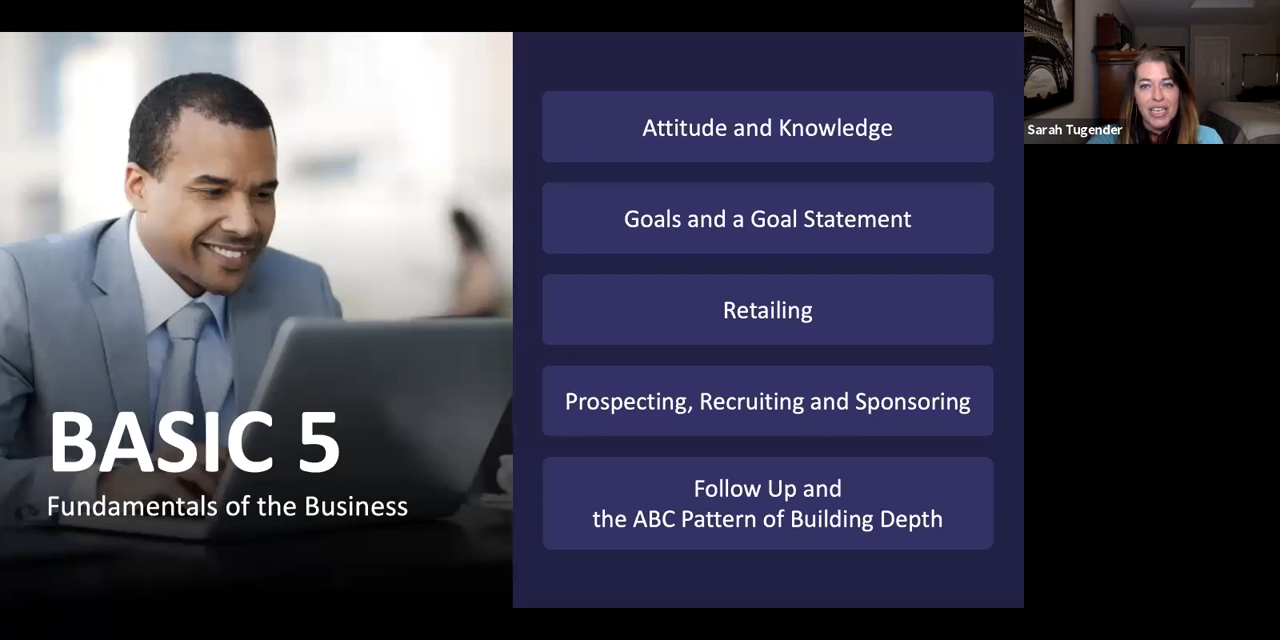 BASIC 5
Fundamentals of the Business
Attitude and Knowledge
Goals and a Goal Statement
Retailing
Prospecting, Recruiting and Sponsoring
Follow Up and
the ABC Pattern of Building Depth
Sarah Tugender